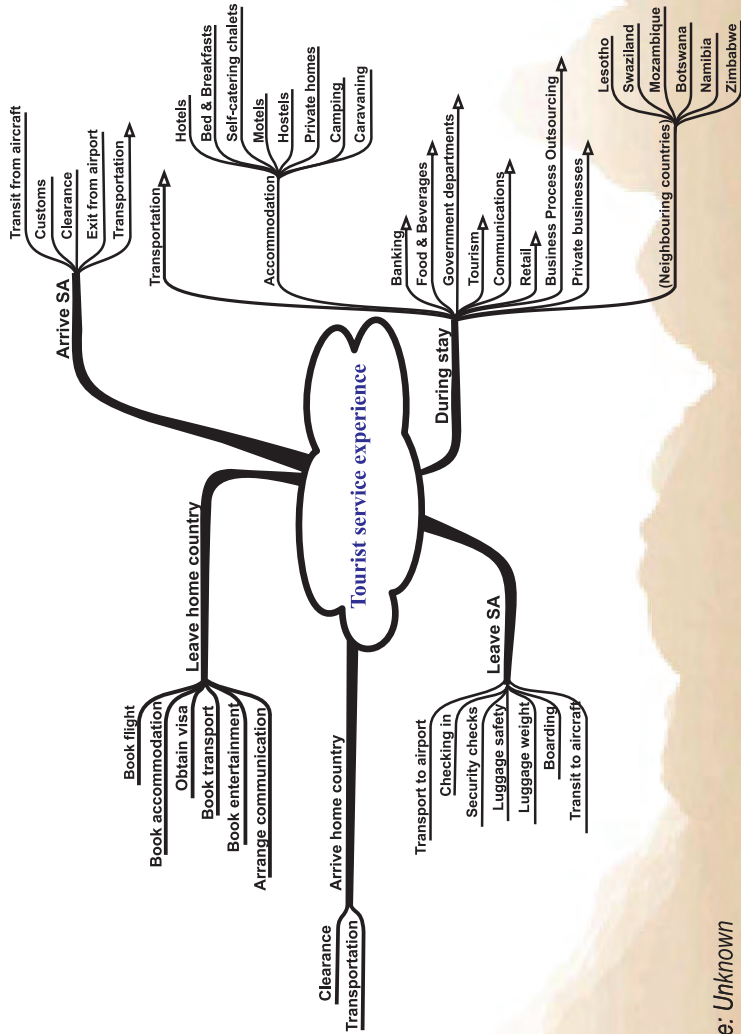 Tourist service experience
Leave home country
Book flight
Book accommodation
Obtain visa
Book transport
Book entertainment
Arrange communication
Arrive SA
Transit from aircraft
Customs
Clearance
Exit from airport
Transportation
During stay
Transportation
Accommodation
Hotels
Bed & Breakfasts
Self-catering chalets
Motels
Hostels
Private homes
Camping
Caravaning
Banking
Food & Beverages
Government departments
Tourism
Communications
Retail
Business Process Outsourcing
Private businesses
(Neighbouring countries)
Lesotho
Swaziland
Mozambique
Botswana
Namibia
Zimbabwe
Leave SA
Transport to airport
Checking in
Security checks
Luggage safety
Luggage weight
Boarding
Transit to aircraft
Arrive home country
Clearance
Transportation
e: Unknown